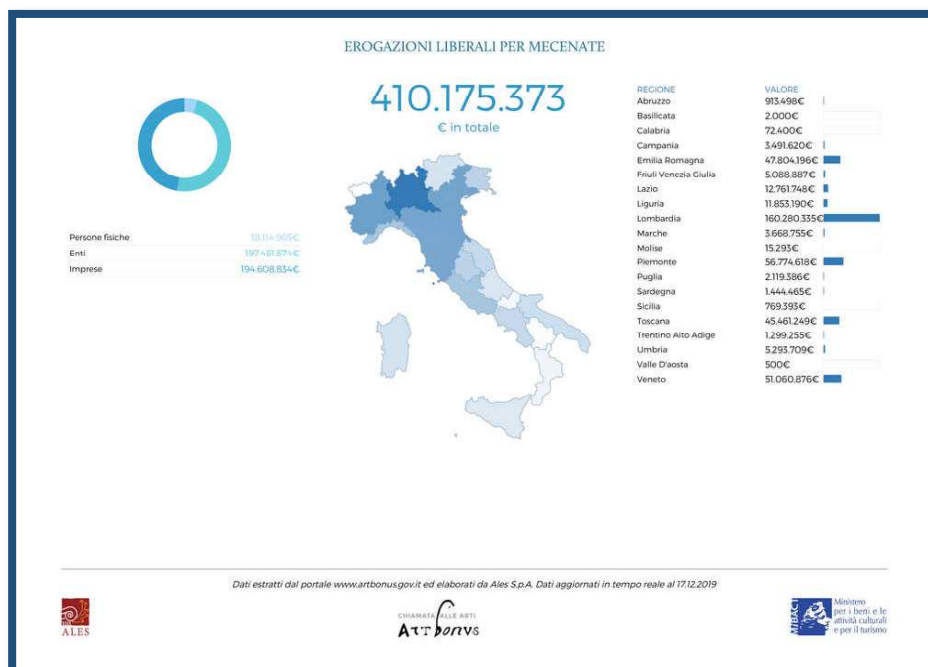 EROGAZIONI LIBERALI PER MECENATE
410.175.373
€ in totale
Persone fisiche 18.114.965€
Enti 197.451.574€
Imprese 194.608.834€
REGIONE VALORE
Abruzzo 913.498€
Basilicata 2.000€
Calabria 72.400€
Campania 3.491.620€
Emilia Romagna 47.804.196€
Friuli Venezia Giulia 5.088.887€
Lazio 12.761.748€
Liguria 11.853.190€
Lombardia 160.280.335€
Marche 3.668.755€
Molise 15.293€
Piemonte 56.774.618€
Puglia 2.119.386€
Sardegna 1.444.465€
Sicilia 769.393€
Toscana 45.461.249€
Trentino Alto Adige 1.299.255€
Umbria 5.293.709€
Valle D'aosta 500€
Veneto 51.060.876€
Dati estratti dal portale www.artbonus.gov.it ed elaborati da Ales S.p.A. Dati aggiornati in tempo reale al 17.12.2019
ALES
CHIAMATA ALLE ARTI
ART bonus
MIBACT
Ministero
per i beni e le
attività culturali
e per il turismo